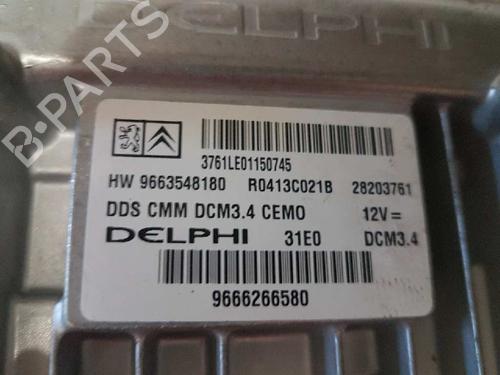 DELPHI
B-PARTS
3761LE01150745
HW 9663548180 R0413C021B 28203761
DDS CMM DCM3.4 CEMO 12V=
DELPHI 31E0 DCM3.4
9666266580